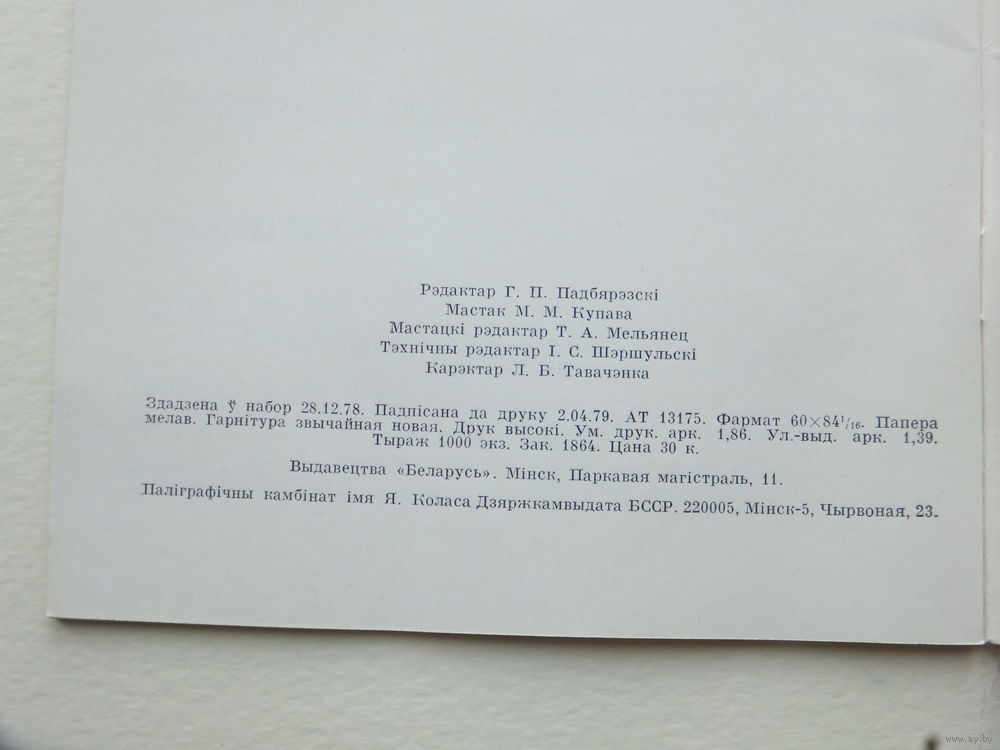 Рэдактар Г. П. Падбярэзскі
Мастак М. М. Купава
Мастацкі рэдактар Т. А. Мельянец
Тэхнічны рэдактар І. С. Шэршульскі
Карэктар Л. Б. Тавачэнка
Здадзена ў набор 28.12.78. Падпісана да друку 2.04.79. АТ 13175. Фармат 60×84¹/₁₆. Папера
мелав. Гарнітура звычайная новая. Друк высокі. Ум. друк. арк. 1,86. Ул.-выд. арк. 1,39.
Тыраж 1000 экз. Зак. 1864. Цана 30 к.
Выдавецтва «Беларусь». Мінск, Паркавая магістраль, 11.
Паліграфічны камбінат імя Я. Коласа Дзяржкамвыдата БССР. 220005, Мінск-5, Чырвоная, 23.
www.ay.by